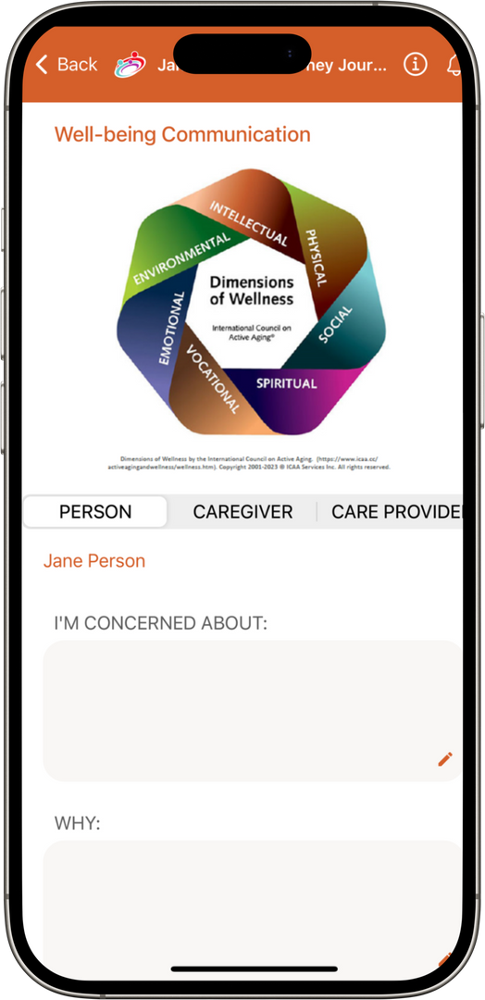 Back Ja ney Jour...
Well-being Communication
INTELLECTUAL
PHYSICAL
ENVIRONMENTAL
Dimensions
of Wellness
International Council on
Active Aging®
SOCIAL
EMOTIONAL
VOCATIONAL
SPIRITUAL
Dimensions of Wellness by the International Council on Active Aging. (https://www.icaa.cc/
activeagingandwellness/wellness.htm). Copyright 2001-2023 © ICAA Services Inc. All rights reserved.
PERSON CAREGIVER CARE PROVIDE
Jane Person
I'M CONCERNED ABOUT:
WHY: